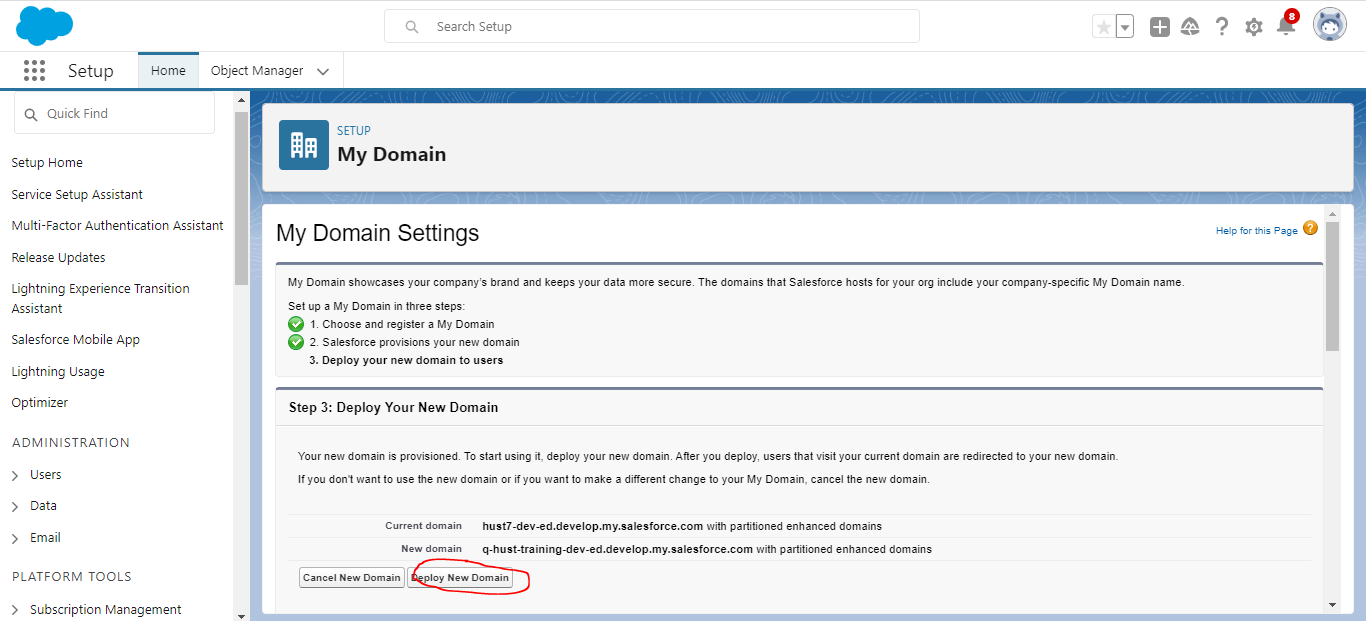 Search Setup
8
Setup
Home
Object Manager
Quick Find
Setup Home
Service Setup Assistant
Multi-Factor Authentication Assistant
Release Updates
Lightning Experience Transition
Assistant
Salesforce Mobile App
Lightning Usage
Optimizer
ADMINISTRATION
Users
Data
Email
PLATFORM TOOLS
Subscription Management
SETUP
My Domain
My Domain Settings
Help for this Page ?
My Domain showcases your company's brand and keeps your data more secure. The domains that Salesforce hosts for your org include your company-specific My Domain name.
Set up a My Domain in three steps:
1. Choose and register a My Domain
2. Salesforce provisions your new domain
3. Deploy your new domain to users
Step 3: Deploy Your New Domain
Your new domain is provisioned. To start using it, deploy your new domain. After you deploy, users that visit your current domain are redirected to your new domain.
If you don't want to use the new domain or if you want to make a different change to your My Domain, cancel the new domain.
Current domain hust7-dev-ed.develop.my.salesforce.com with partitioned enhanced domains
New domain q-hust-training-dev-ed.develop.my.salesforce.com with partitioned enhanced domains
Cancel New Domain Deploy New Domain